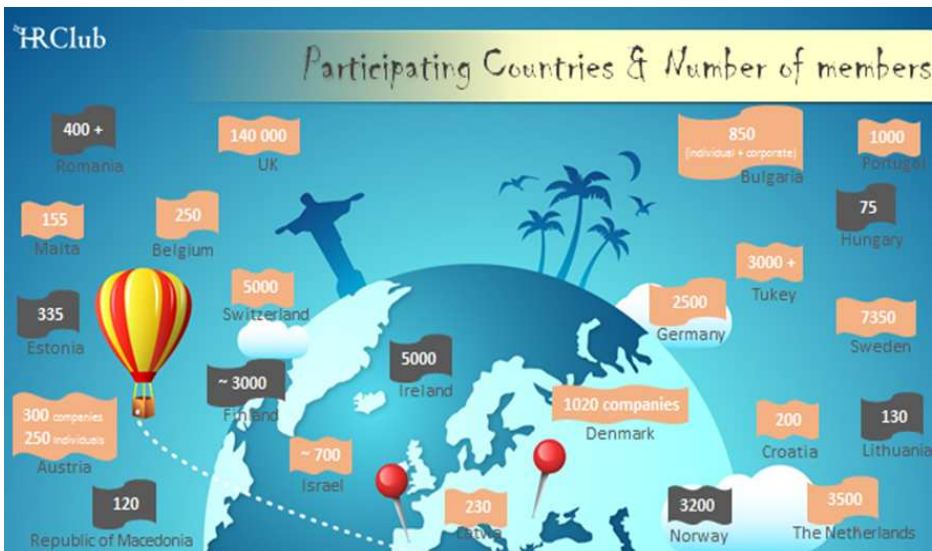 the HRClub
Participating Countries & Number of members
400 +
Romania
140 000
UK
850
(individual + corporate)
Bulgaria
1000
Portugal
155
Malta
250
Belgium
75
Hungary
5000
Switzerland
3000 +
Tukey
335
Estonia
2500
Germany
7350
Sweden
~ 3000
Finland
5000
Ireland
300 companies
250 individuals
Austria
1020 companies
Denmark
200
Croatia
130
Lithuania
~ 700
Israel
120
Republic of Macedonia
230
Latvia
3200
Norway
3500
The Netherlands